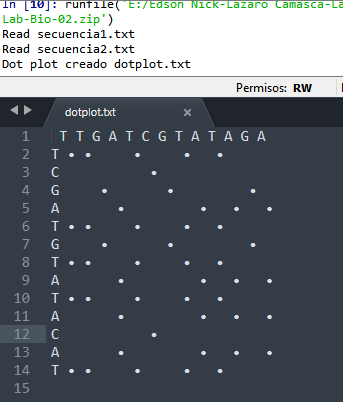 In [10]: runfile('E:/Edson Nick-Lazaro Camasca-La
Lab-Bio-02.zip')
Read secuencia1.txt
Read secuencia2.txt
Dot plot creado dotplot.txt
Permisos: RW
dotplot.txt ×
1 T T G A T C G T A T A G A
2 T • •     •     •   •
3 C           •
4 G     •       •         •
5 A       •         •   •   •
6 T • •     •     •   •
7 G     •       •         •
8 T • •     •     •   •
9 A       •         •   •   •
10 T • •     •     •   •
11 A       •         •   •   •
12 C           •
13 A       •         •   •   •
14 T • •     •     •   •
15